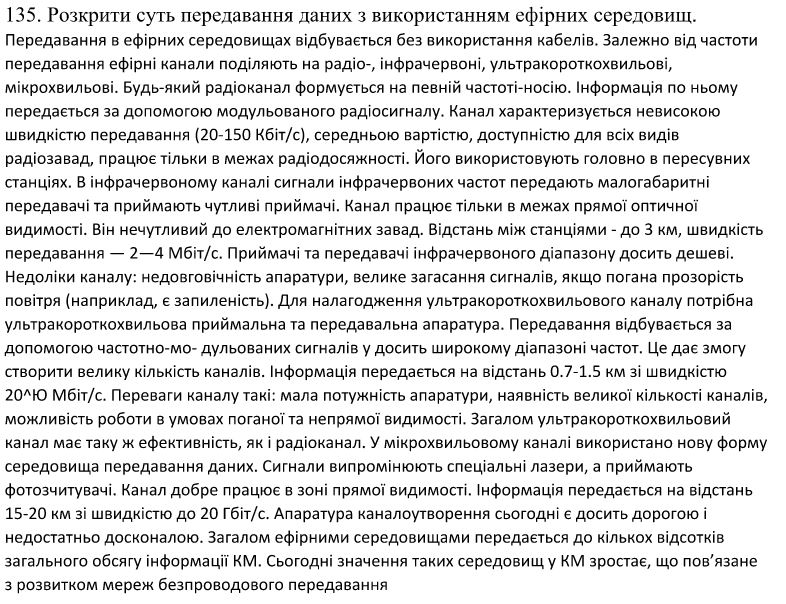 135. Розкрити суть передавання даних з використанням ефірних середовищ.
Передавання в ефірних середовищах відбувається без використання кабелів. Залежно від частоти
передавання ефірні канали поділяють на радіо-, інфрачервоні, ультракороткохвильові,
мікрохвильові. Будь-який радіоканал формується на певній частоті-носію. Інформація по ньому
передається за допомогою модульованого радіосигналу. Канал характеризується невисокою
швидкістю передавання (20-150 Кбіт/с), середньою вартістю, доступністю для всіх видів
радіозавад, працює тільки в межах радіодосяжності. Його використовують головно в пересувних
станціях. В інфрачервоному каналі сигнали інфрачервоних частот передають малогабаритні
передавачі та приймають чутливі приймачі. Канал працює тільки в межах прямої оптичної
видимості. Він нечутливий до електромагнітних завад. Відстань між станціями - до 3 км, швидкість
передавання — 2—4 Мбіт/с. Приймачі та передавачі інфрачервоного діапазону досить дешеві.
Недоліки каналу: недовговічність апаратури, велике загасання сигналів, якщо погана прозорість
повітря (наприклад, є запиленість). Для налагодження ультракороткохвильового каналу потрібна
ультракороткохвильова приймальна та передавальна апаратура. Передавання відбувається за
допомогою частотно-мо- дульованих сигналів у досить широкому діапазоні частот. Це дає змогу
створити велику кількість каналів. Інформація передається на відстань 0.7-1.5 км зі швидкістю
20^Ю Мбіт/с. Переваги каналу такі: мала потужність апаратури, наявність великої кількості каналів,
можливість роботи в умовах поганої та непрямої видимості. Загалом ультракороткохвильовий
канал має таку ж ефективність, як і радіоканал. У мікрохвильовому каналі використано нову форму
середовища передавання даних. Сигнали випромінюють спеціальні лазери, а приймають
фотозчитувачі. Канал добре працює в зоні прямої видимості. Інформація передається на відстань
15-20 км зі швидкістю до 20 Гбіт/с. Апаратура каналоутворення сьогодні є досить дорогою і
недостатньо досконалою. Загалом ефірними середовищами передається до кількох відсотків
загального обсягу інформації КМ. Сьогодні значення таких середовищ у КМ зростає, що пов’язане
з розвитком мереж безпроводового передавання